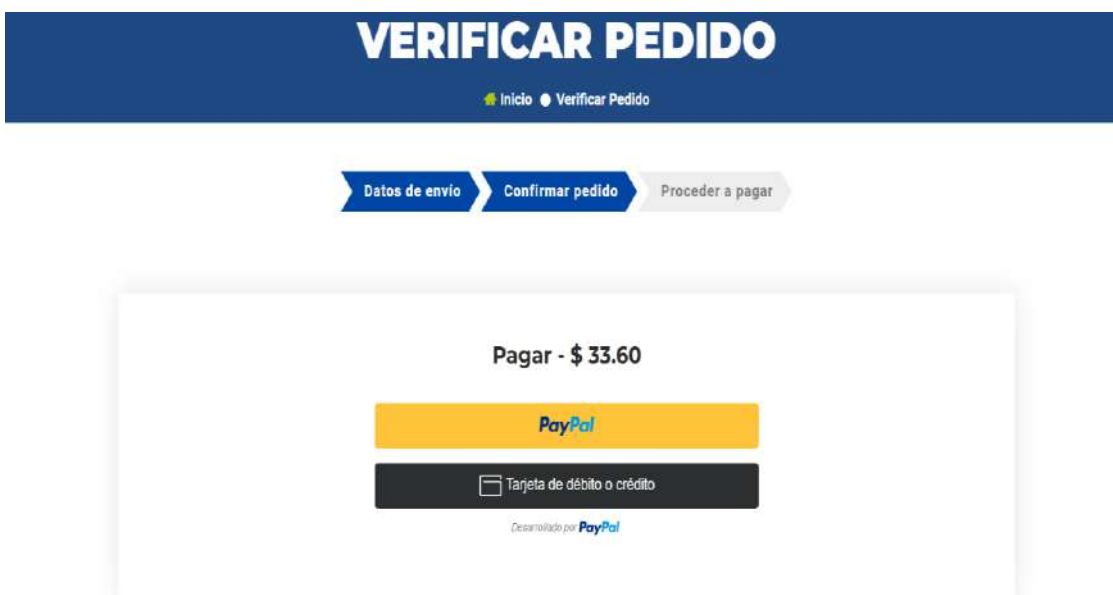 VERIFICAR PEDIDO
Inicio Verificar Pedido
Datos de envío Confirmar pedido Proceder a pagar
Pagar - $ 33.60
PayPal
Tarjeta de débito o crédito
Desarrollado por PayPal